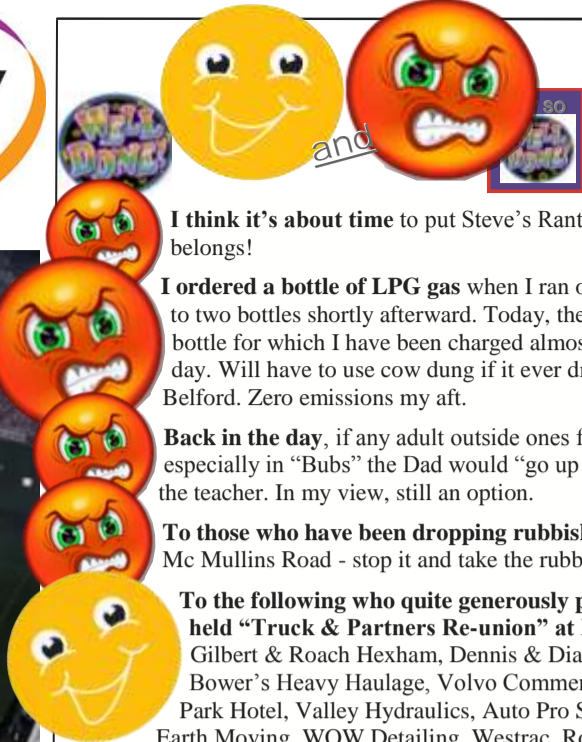 WELL DONE!
and
SO
WELL DONE!
I think it's about time to put Steve's Rant
belongs!
I ordered a bottle of LPG gas when I ran o
to two bottles shortly afterward. Today, the
bottle for which I have been charged almos
day. Will have to use cow dung if it ever dr
Belford. Zero emissions my aft.
Back in the day, if any adult outside ones f
especially in “Bubs” the Dad would “go up
the teacher. In my view, still an option.
To those who have been dropping rubbish
Mc Mullins Road - stop it and take the rubb
To the following who quite generously p
held “Truck & Partners Re-union” at
Gilbert & Roach Hexham, Dennis & Dia
Bower's Heavy Haulage, Volvo Commer
Park Hotel, Valley Hydraulics, Auto Pro S
Earth Moving, WOW Detailing, Westrac, Ro